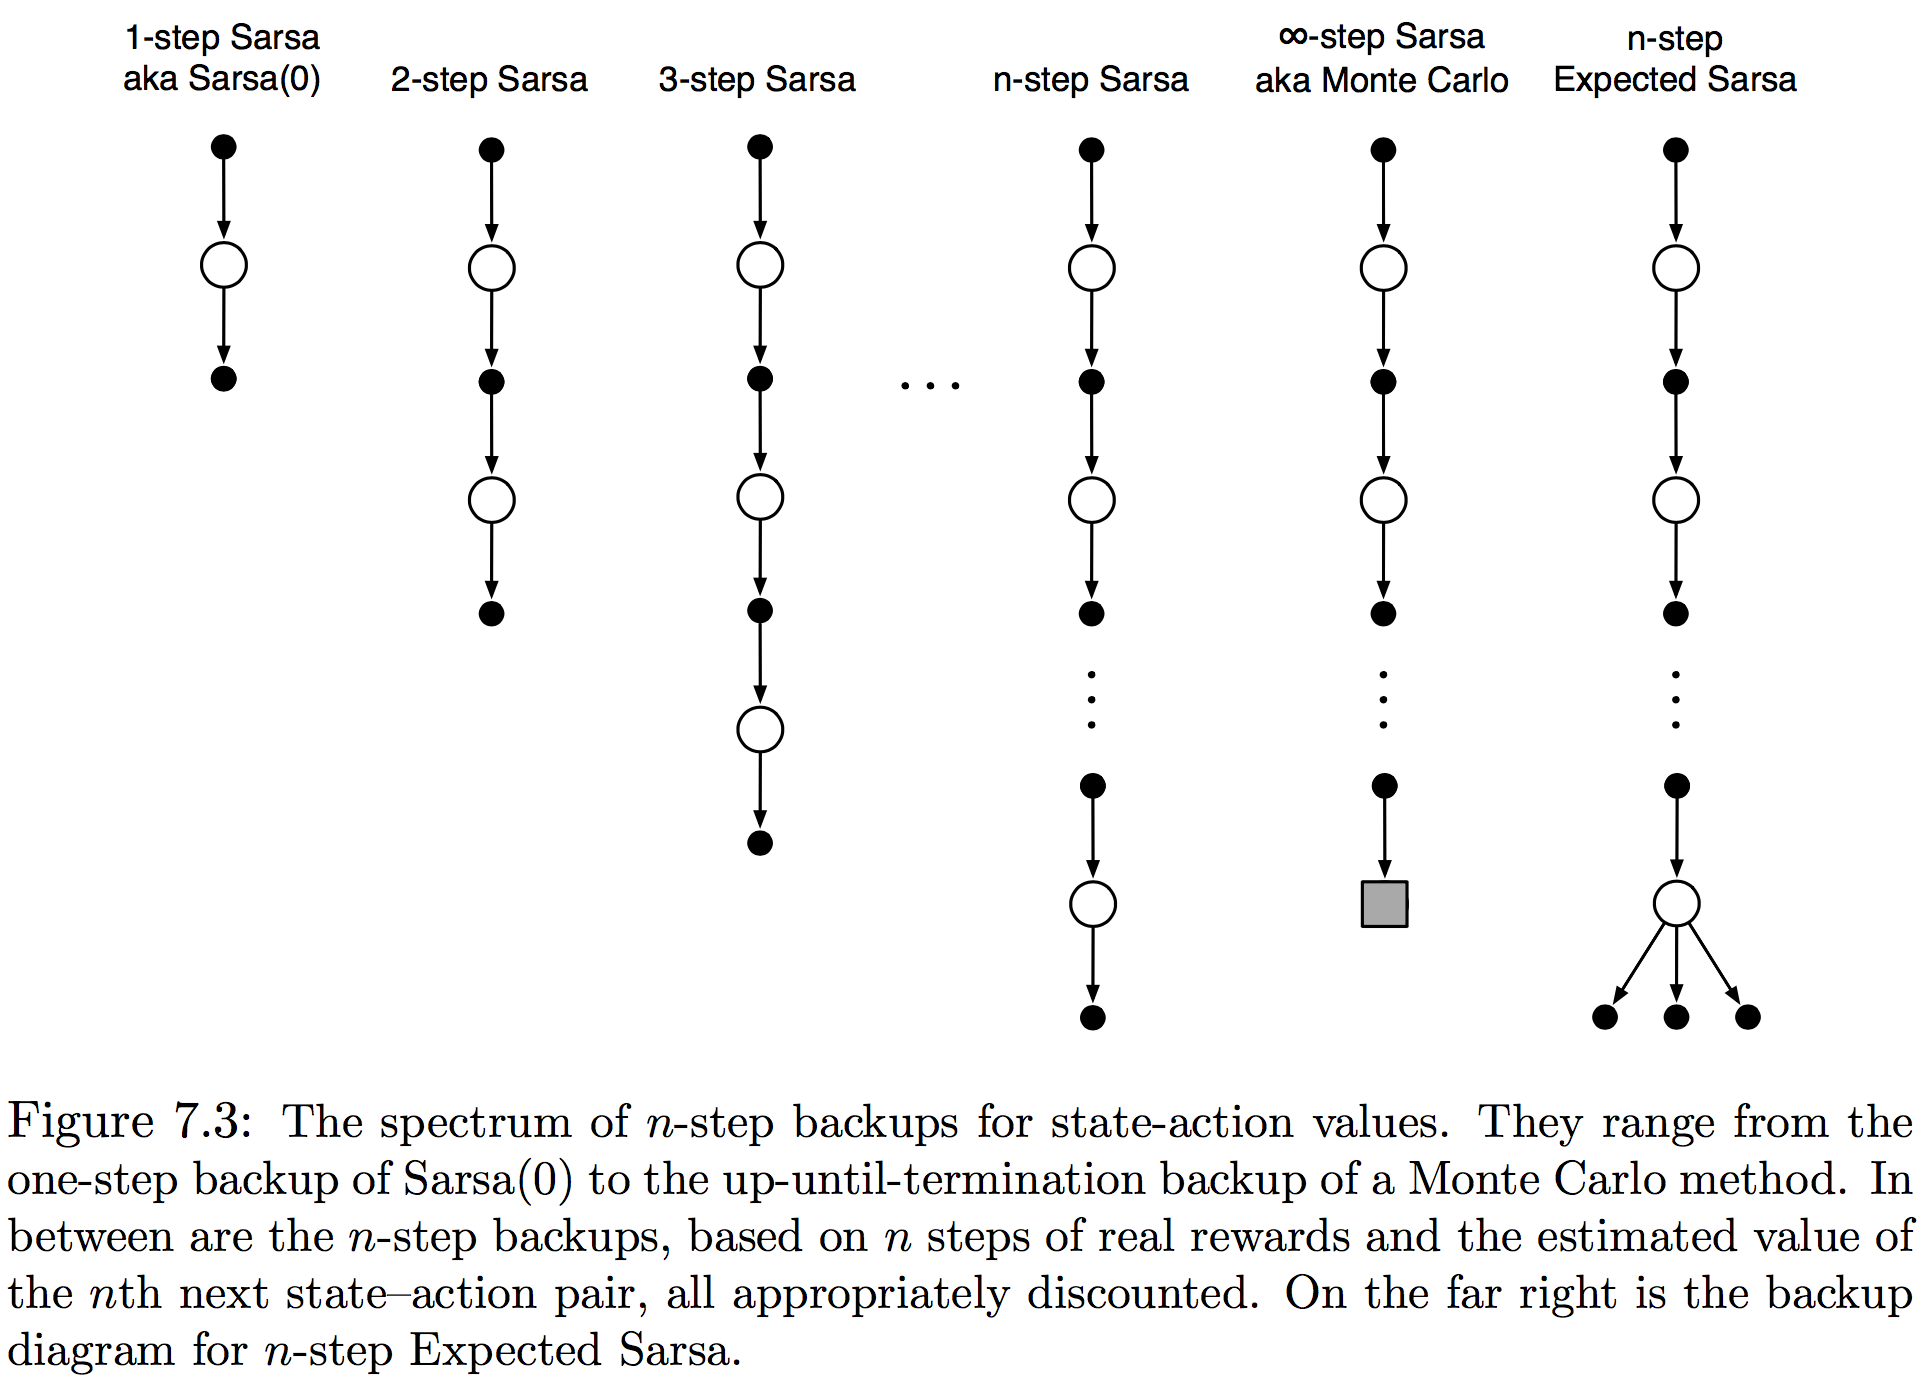 1-step Sarsa
aka Sarsa(0)
2-step Sarsa
3-step Sarsa
n-step Sarsa
∞-step Sarsa
aka Monte Carlo
n-step
Expected Sarsa
Figure 7.3: The spectrum of n-step backups for state-action values. They range from the
one-step backup of Sarsa(0) to the up-until-termination backup of a Monte Carlo method. In
between are the n-step backups, based on n steps of real rewards and the estimated value of
the nth next state–action pair, all appropriately discounted. On the far right is the backup
diagram for n-step Expected Sarsa.